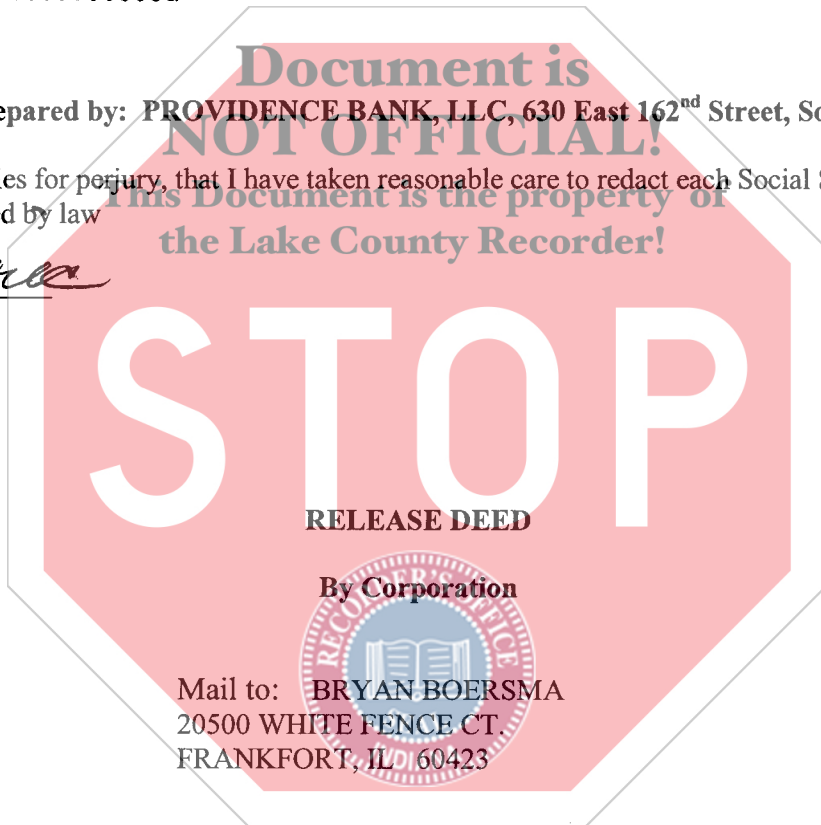 Document is
epared by: PROVIDENCE BANK, LLC, 630 East 162nd Street, So
NOT OFFICIAL!
es for perjury, that I have taken reasonable care to redact each Social S
This Document is the property of
d by law
the Lake County Recorder!
STOP
RELEASE DEED
By Corporation
RECORDER'S OFFICE
Mail to: BRYAN BOERSMA
20500 WHITE FENCE CT.
FRANKFORT, IL 60423